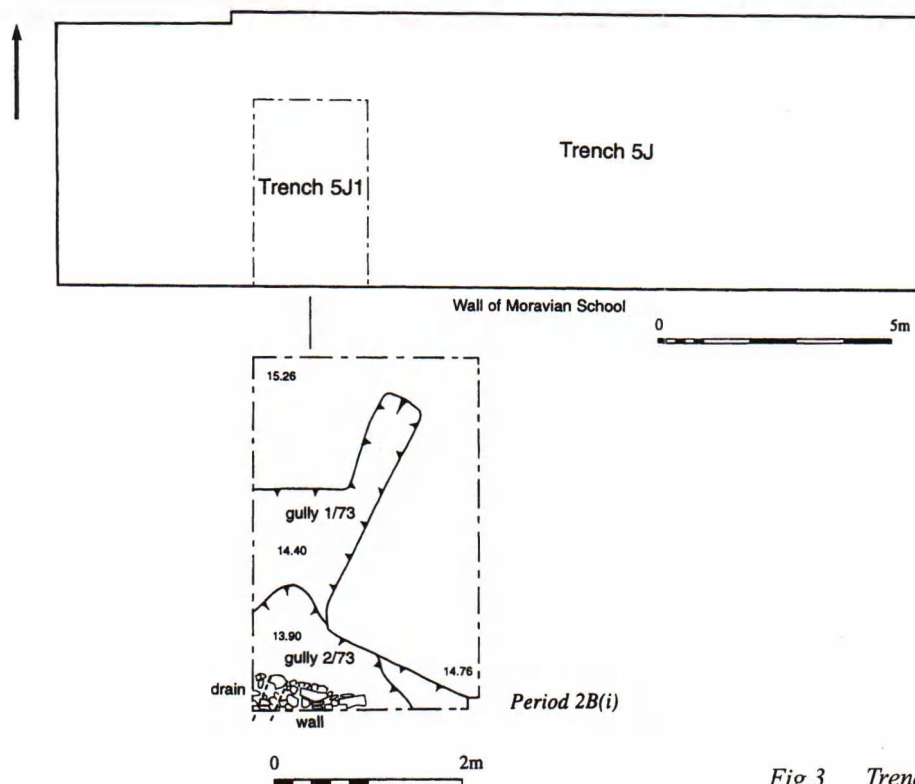 Trench 5J
Trench 5J1
Wall of Moravian School
0 5m
15.26
gully 1/73
14.40
13.90
gully 2/73
14.76
drain
Period 2B(i)
wall
0 2m
Fig 3 Trenc